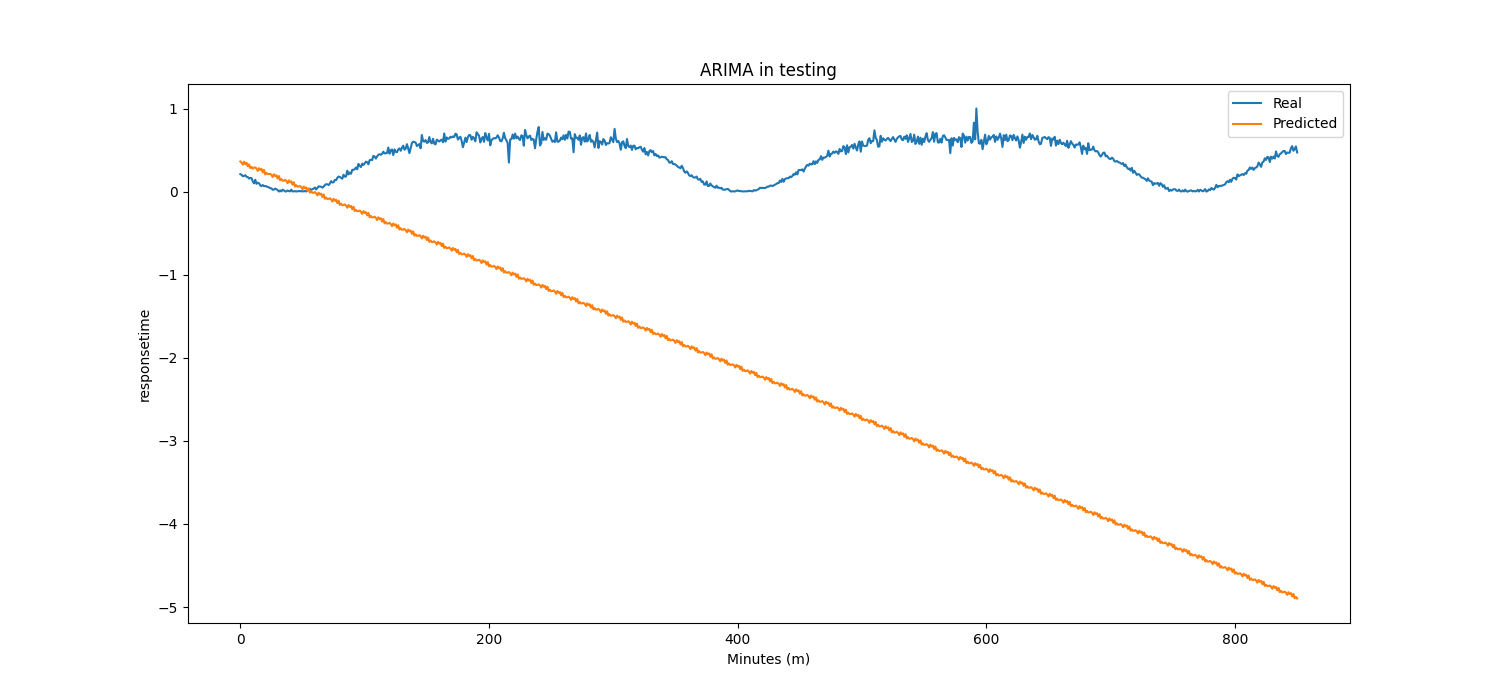 ARIMA in testing
Real
Predicted
1
0
−1
−2
−3
−4
−5
responsetime
0 200 400 600 800
Minutes (m)